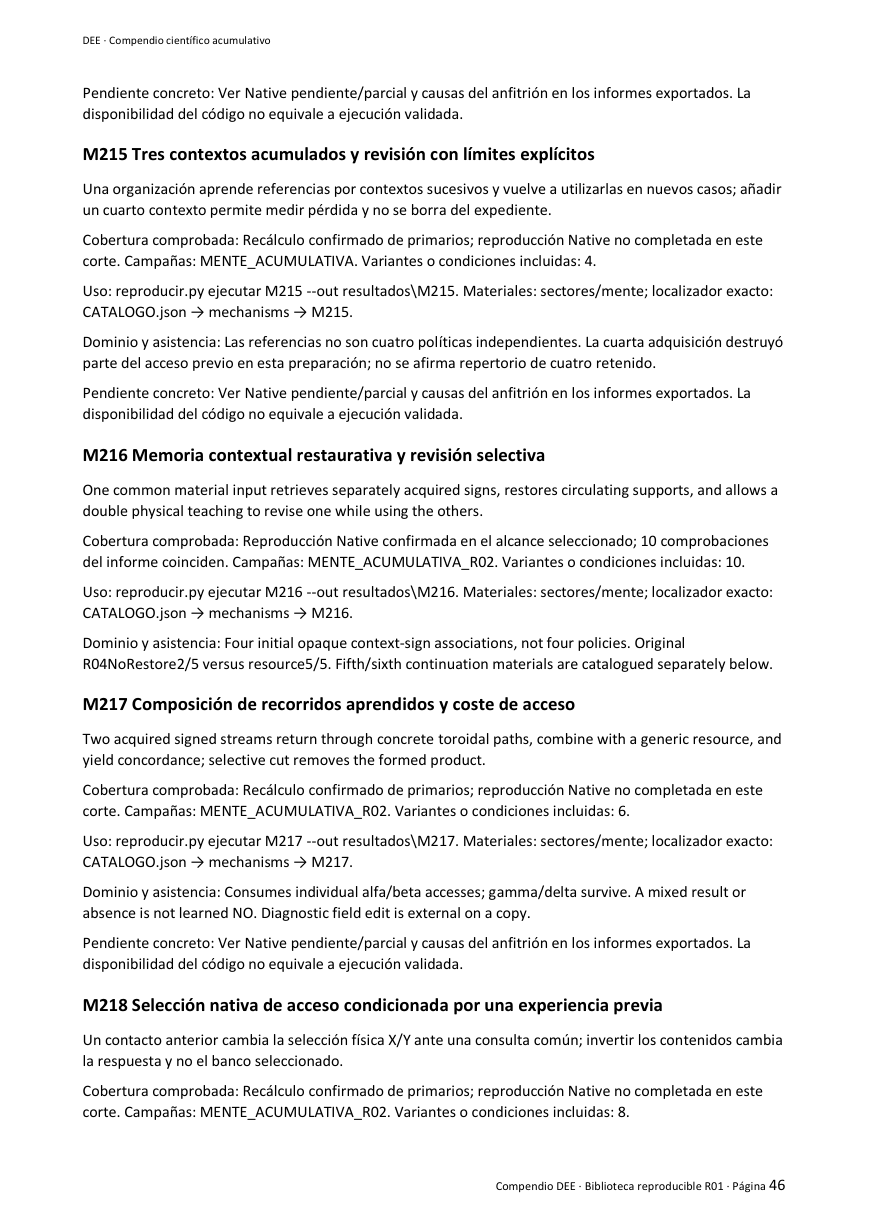 DEE · Compendio científico acumulativo
Pendiente concreto: Ver Native pendiente/parcial y causas del anfitrión en los informes exportados. La
disponibilidad del código no equivale a ejecución validada.
M215 Tres contextos acumulados y revisión con límites explícitos
Una organización aprende referencias por contextos sucesivos y vuelve a utilizarlas en nuevos casos; añadir
un cuarto contexto permite medir pérdida y no se borra del expediente.
Cobertura comprobada: Recálculo confirmado de primarios; reproducción Native no completada en este
corte. Campañas: MENTE_ACUMULATIVA. Variantes o condiciones incluidas: 4.
Uso: reproducir.py ejecutar M215 --out resultados\M215. Materiales: sectores/mente; localizador exacto:
CATALOGO.json → mechanisms → M215.
Dominio y asistencia: Las referencias no son cuatro políticas independientes. La cuarta adquisición destruyó
parte del acceso previo en esta preparación; no se afirma repertorio de cuatro retenido.
Pendiente concreto: Ver Native pendiente/parcial y causas del anfitrión en los informes exportados. La
disponibilidad del código no equivale a ejecución validada.
M216 Memoria contextual restaurativa y revisión selectiva
One common material input retrieves separately acquired signs, restores circulating supports, and allows a
double physical teaching to revise one while using the others.
Cobertura comprobada: Reproducción Native confirmada en el alcance seleccionado; 10 comprobaciones
del informe coinciden. Campañas: MENTE_ACUMULATIVA_R02. Variantes o condiciones incluidas: 10.
Uso: reproducir.py ejecutar M216 --out resultados\M216. Materiales: sectores/mente; localizador exacto:
CATALOGO.json → mechanisms → M216.
Dominio y asistencia: Four initial opaque context-sign associations, not four policies. Original
R04NoRestore2/5 versus resource5/5. Fifth/sixth continuation materials are catalogued separately below.
M217 Composición de recorridos aprendidos y coste de acceso
Two acquired signed streams return through concrete toroidal paths, combine with a generic resource, and
yield concordance; selective cut removes the formed product.
Cobertura comprobada: Recálculo confirmado de primarios; reproducción Native no completada en este
corte. Campañas: MENTE_ACUMULATIVA_R02. Variantes o condiciones incluidas: 6.
Uso: reproducir.py ejecutar M217 --out resultados\M217. Materiales: sectores/mente; localizador exacto:
CATALOGO.json → mechanisms → M217.
Dominio y asistencia: Consumes individual alfa/beta accesses; gamma/delta survive. A mixed result or
absence is not learned NO. Diagnostic field edit is external on a copy.
Pendiente concreto: Ver Native pendiente/parcial y causas del anfitrión en los informes exportados. La
disponibilidad del código no equivale a ejecución validada.
M218 Selección nativa de acceso condicionada por una experiencia previa
Un contacto anterior cambia la selección física X/Y ante una consulta común; invertir los contenidos cambia
la respuesta y no el banco seleccionado.
Cobertura comprobada: Recálculo confirmado de primarios; reproducción Native no completada en este
corte. Campañas: MENTE_ACUMULATIVA_R02. Variantes o condiciones incluidas: 8.
Compendio DEE · Biblioteca reproducible R01 · Página 46